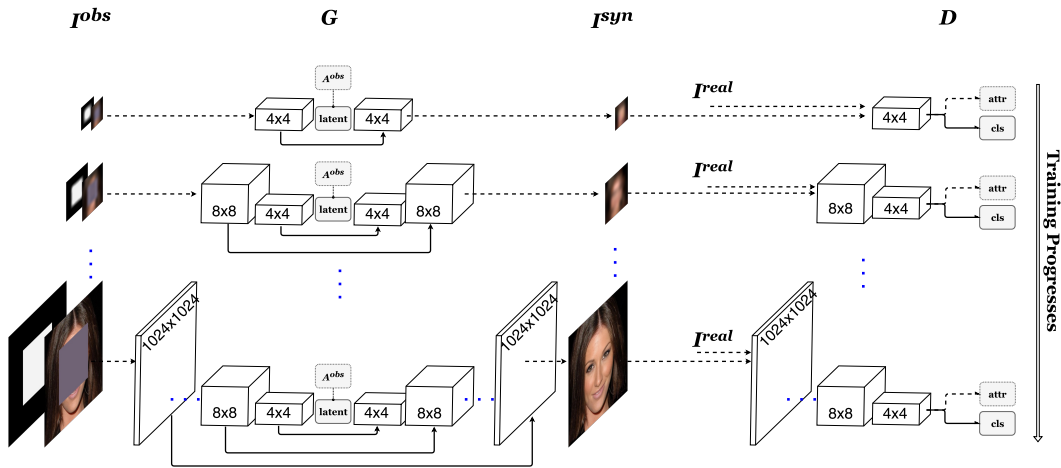 I^obs G I^syn D
A^obs
I^real
4x4 latent 4x4 4x4 attr
cls
A^obs
I^real
8x8 4x4 latent 4x4 8x8 8x8 4x4 attr
cls
Training Progresses
1024x1024 1024x1024 1024x1024
I^real
A^obs
8x8 4x4 latent 4x4 8x8 8x8 4x4 attr
cls